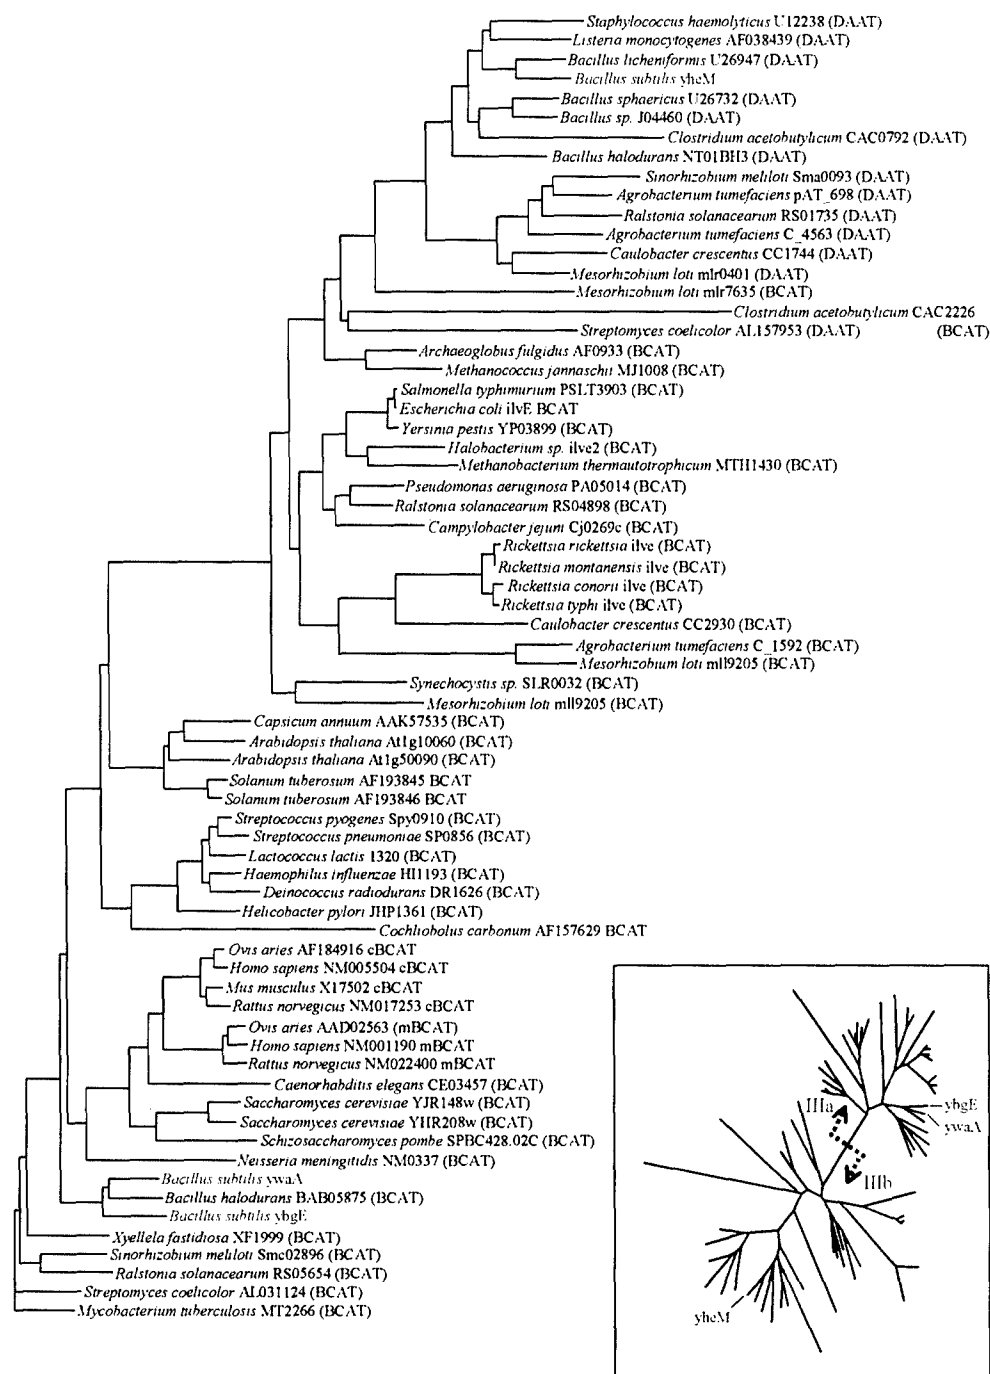 Staphylococcus haemolyticus U12238 (DAAT)
Listeria monocytogenes AF038439 (DAAT)
Bacillus licheniformis U26947 (DAAT)
Bacillus subtilis yheM
Bacillus sphaericus U26732 (DAAT)
Bacillus sp. J04460 (DAAT)
Clostridium acetobutylicum CAC0792 (DAAT)
Bacillus halodurans NT01BH3 (DAAT)
Sinorhizobium meliloti Sma0093 (DAAT)
Agrobacterium tumefaciens pAT_698 (DAAT)
Ralstonia solanacearum RS01735 (DAAT)
Agrobacterium tumefaciens C_4563 (DAAT)
Caulobacter crescentus CC1744 (DAAT)
Mesorhizobium loti mlr0401 (DAAT)
Mesorhizobium loti mlr7635 (BCAT)
Clostridium acetobutylicum CAC2226
Streptomyces coelicolor AL157953 (DAAT) (BCAT)
Archaeoglobus fulgidus AF0933 (BCAT)
Methanococcus jannaschii MJ1008 (BCAT)
Salmonella typhimurium PSLT3903 (BCAT)
Escherichia coli ilvE BCAT
Yersinia pestis YP03899 (BCAT)
Halobacterium sp. ilve2 (BCAT)
Methanobacterium thermautotrophicum MTH1430 (BCAT)
Pseudomonas aeruginosa PA05014 (BCAT)
Ralstonia solanacearum RS04898 (BCAT)
Campylobacter jejuni Cj0269c (BCAT)
Rickettsia rickettsia ilve (BCAT)
Rickettsia montanensis ilve (BCAT)
Rickettsia conorii ilve (BCAT)
Rickettsia typhi ilve (BCAT)
Caulobacter crescentus CC2930 (BCAT)
Agrobacterium tumefaciens C_1592 (BCAT)
Mesorhizobium loti mll9205 (BCAT)
Synechocystis sp. SLR0032 (BCAT)
Mesorhizobium loti mll9205 (BCAT)
Capsicum annuum AAK57535 (BCAT)
Arabidopsis thaliana At1g10060 (BCAT)
Arabidopsis thaliana At1g50090 (BCAT)
Solanum tuberosum AF193845 BCAT
Solanum tuberosum AF193846 BCAT
Streptococcus pyogenes Spy0910 (BCAT)
Streptococcus pneumoniae SP0856 (BCAT)
Lactococcus lactis 1320 (BCAT)
Haemophilus influenzae HI1193 (BCAT)
Deinococcus radiodurans DR1626 (BCAT)
Helicobacter pylori JHP1361 (BCAT)
Cochliobolus carbonum AF157629 BCAT
Ovis aries AF184916 cBCAT
Homo sapiens NM005504 cBCAT
Mus musculus X17502 cBCAT
Rattus norvegicus NM017253 cBCAT
Ovis aries AAD02563 (mBCAT)
Homo sapiens NM001190 mBCAT
Rattus norvegicus NM022400 mBCAT
Caenorhabditis elegans CE03457 (BCAT)
Saccharomyces cerevisiae YJR148w (BCAT)
Saccharomyces cerevisiae YHR208w (BCAT)
Schizosaccharomyces pombe SPBC428.02C (BCAT)
Neisseria meningitidis NM0337 (BCAT)
Bacillus subtilis ywaA
Bacillus halodurans BAB05875 (BCAT)
Bacillus subtilis ybgE
Xyellela fastidiosa XF1999 (BCAT)
Sinorhizobium meliloti Smc02896 (BCAT)
Ralstonia solanacearum RS05654 (BCAT)
Streptomyces coelicolor AL031124 (BCAT)
Mycobacterium tuberculosis MT2266 (BCAT)
IIIa
ybgE
ywaA
IIIb
yheM